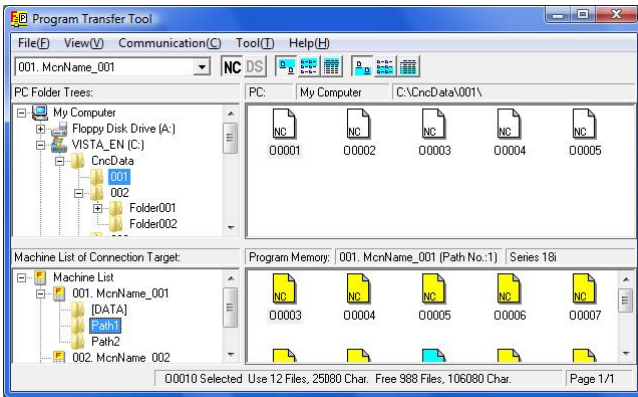 Program Transfer Tool
File(F) View(V) Communication(C) Tool(T) Help(H)
001. McnName_001 NC DS
PC Folder Trees: PC: My Computer C:\CncData\001\
My Computer
Floppy Disk Drive (A:)
VISTA_EN (C:)
CncData
001
002
Folder001
Folder002
NC NC NC NC NC
O0001 O0002 O0003 O0004 O0005
Machine List of Connection Target: Program Memory: 001. McnName_001 (Path No.:1) Series 18i
Machine List
001. McnName_001
[DATA]
Path1
Path2
002. McnName_002
NC NC NC NC NC
O0003 O0004 O0005 O0006 O0007
O0010 Selected Use 12 Files, 25080 Char. Free 988 Files, 106080 Char. Page 1/1